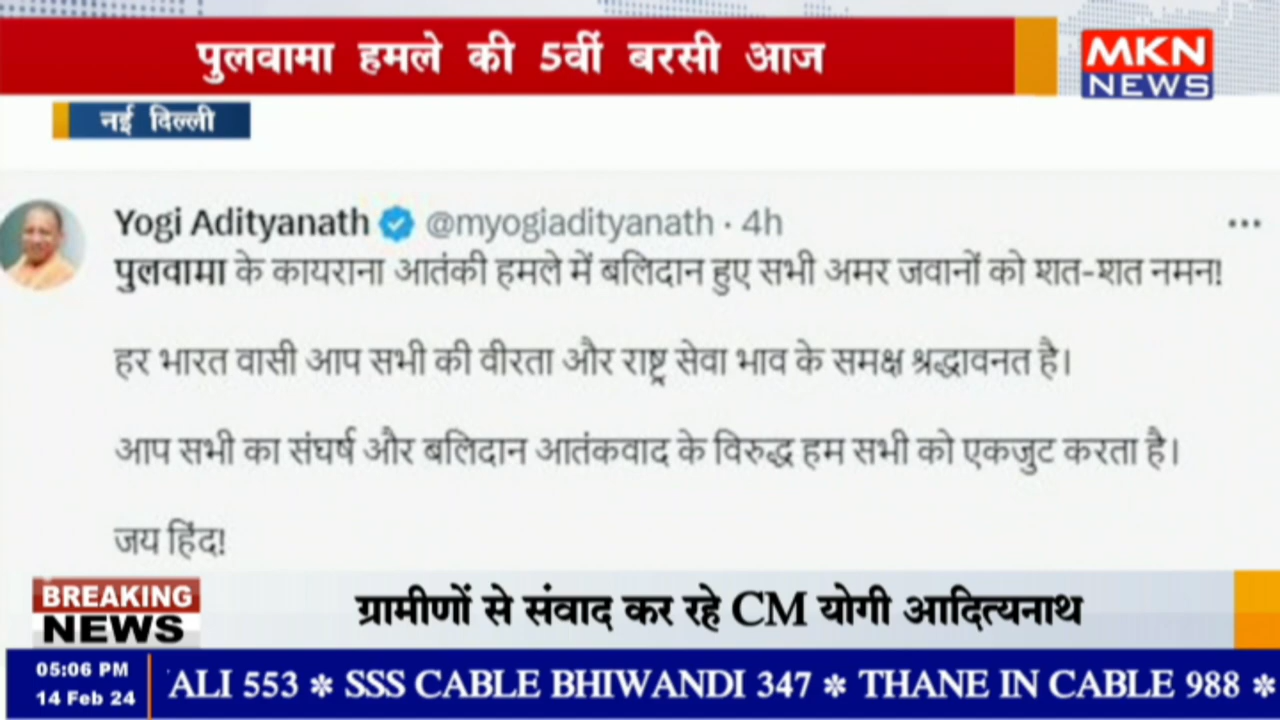 पुलवामा हमले की 5वीं बरसी आज
MKN
NEWS
नई दिल्ली
Yogi Adityanath @myogiadityanath · 4h
पुलवामा के कायराना आतंकी हमले में बलिदान हुए सभी अमर जवानों को शत-शत नमन!
हर भारत वासी आप सभी की वीरता और राष्ट्र सेवा भाव के समक्ष श्रद्धावनत है।
आप सभी का संघर्ष और बलिदान आतंकवाद के विरुद्ध हम सभी को एकजुट करता है।
जय हिंद!
BREAKING
NEWS
ग्रामीणों से संवाद कर रहे CM योगी आदित्यनाथ
05:06 PM
14 Feb 24
ALI 553 * SSS CABLE BHIWANDI 347 * THANE IN CABLE 988 *